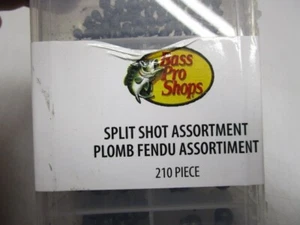 Bass
Pro
Shops
SPLIT SHOT ASSORTMENT
PLOMB FENDU ASSORTIMENT
210 PIECE